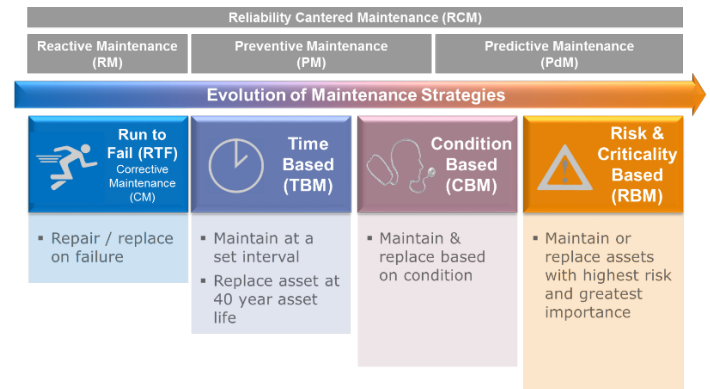 Reliability Cantered Maintenance (RCM)
Reactive Maintenance
(RM)
Preventive Maintenance
(PM)
Predictive Maintenance
(PdM)
Evolution of Maintenance Strategies
Run to
Fail (RTF)
Corrective
Maintenance
(CM)
Time
Based
(TBM)
Condition
Based
(CBM)
Risk &
Criticality
Based
(RBM)
▪ Repair / replace
on failure
▪ Maintain at a
set interval
▪ Replace asset at
40 year asset
life
▪ Maintain &
replace based
on condition
▪ Maintain or
replace assets
with highest risk
and greatest
importance